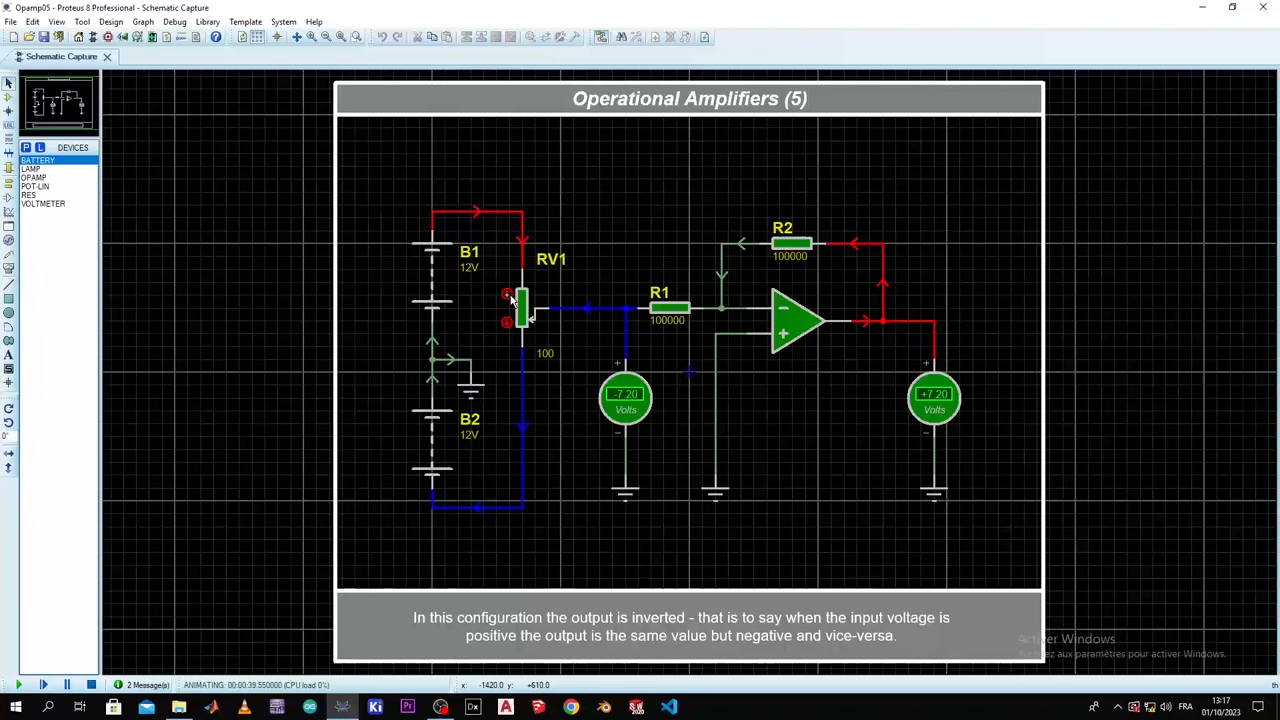 Opamp05 - Proteus 8 Professional - Schematic Capture
File Edit View Tool Design Graph Debug Library Template System Help
Schematic Capture
P L DEVICES
BATTERY
LAMP
OPAMP
POT-LIN
RES
VOLTMETER
Operational Amplifiers (5)
B1
12V
RV1
100
R1
100000
R2
100000
B2
12V
-7.20
Volts
+7.20
Volts
In this configuration the output is inverted - that is to say when the input voltage is
positive the output is the same value but negative and vice-versa.
Activer Windows
aux paramètres pour activer Windows.
0°
2 Message(s)
ANIMATING: 00:00:39.550000 (CPU load 0%)
x: -1420.0 y: +610.0
th
FRA
13:17
01/10/2023